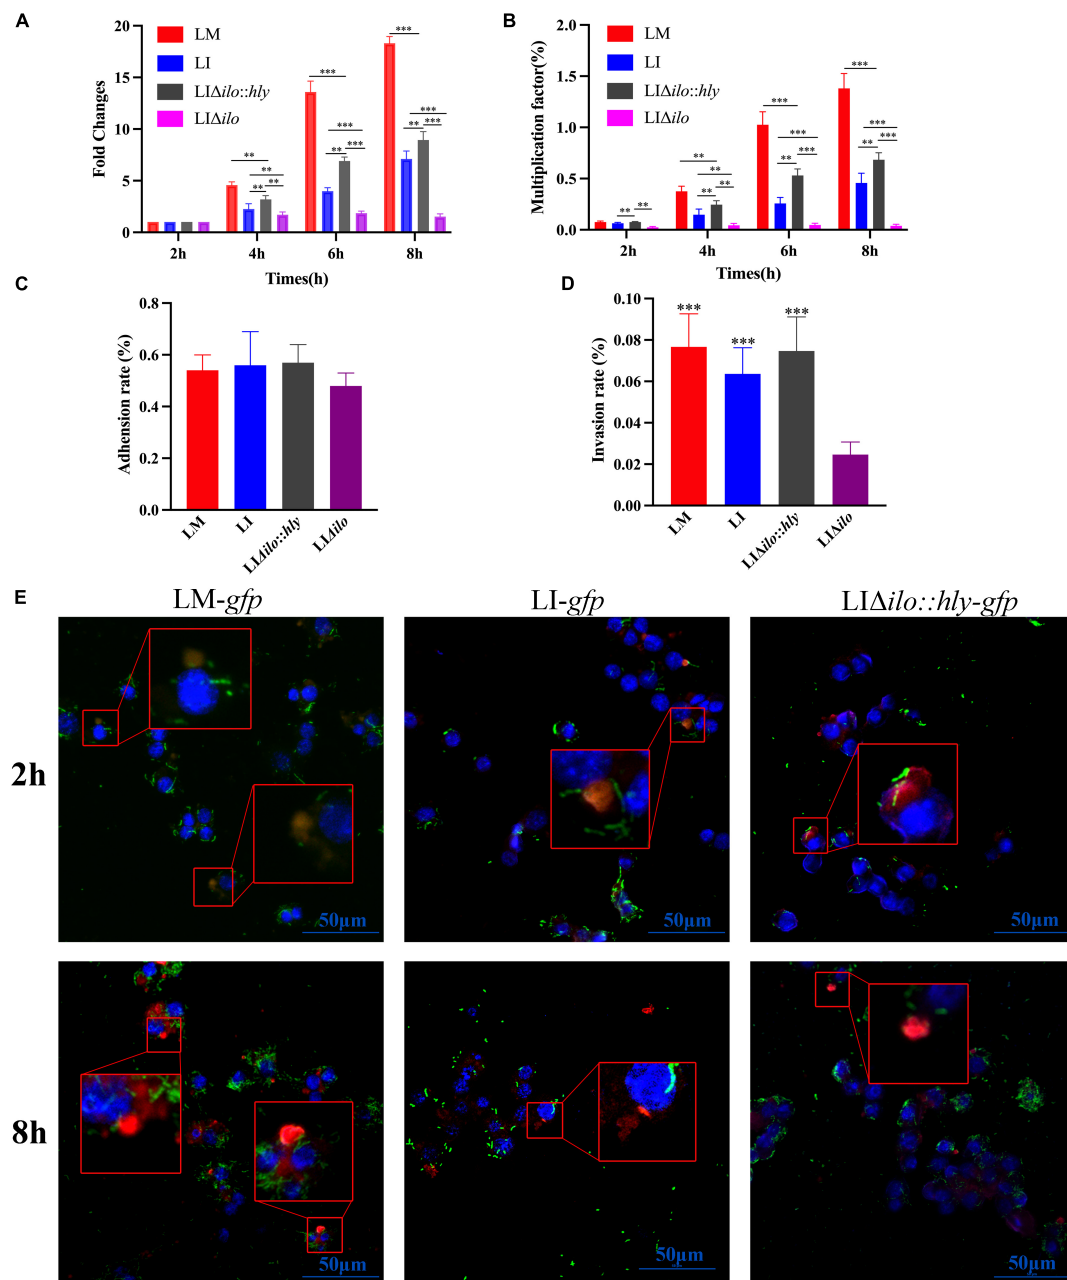 A
Fold Changes
20
15
10
5
0
LM
LI
LIΔilo::hly
LIΔilo
** ** ** **
*** *** ** ***
*** *** ** ***
2h 4h 6h 8h
Times(h)
B
Multiplication factor(%)
2.0
1.5
1.0
0.5
0.0
LM
LI
LIΔilo::hly
LIΔilo
** **
** ** ** **
*** *** ** ***
*** *** ** ***
2h 4h 6h 8h
Times(h)
C
Adhension rate (%)
0.8
0.6
0.4
0.2
0.0
LM LI LIΔilo::hly LIΔilo
D
Invasion rate (%)
0.10
0.08
0.06
0.04
0.02
0.00
*** *** ***
LM LI LIΔilo::hly LIΔilo
E
LM-gfp LI-gfp LIΔilo::hly-gfp
2h
50μm 50μm 50μm
8h
50μm 50μm 50μm